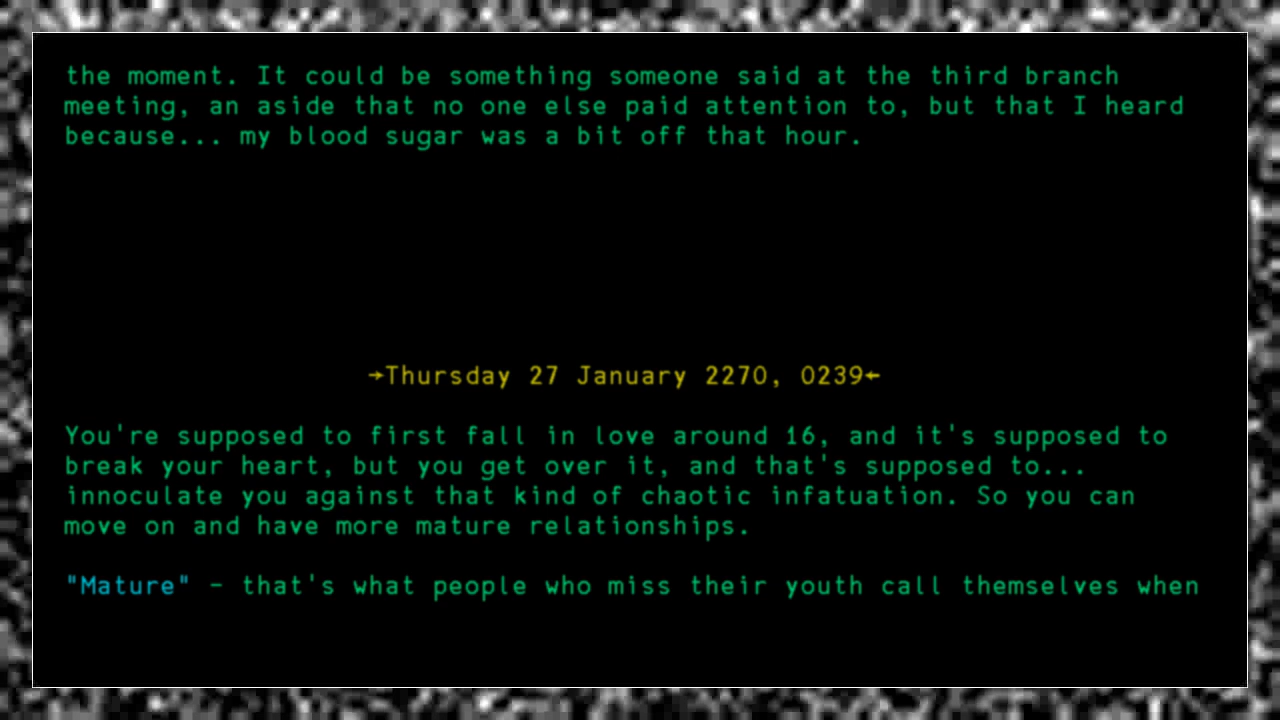 the moment. It could be something someone said at the third branch
meeting, an aside that no one else paid attention to, but that I heard
because... my blood sugar was a bit off that hour.
→Thursday 27 January 2270, 0239←
You're supposed to first fall in love around 16, and it's supposed to
break your heart, but you get over it, and that's supposed to...
innoculate you against that kind of chaotic infatuation. So you can
move on and have more mature relationships.
"Mature" - that's what people who miss their youth call themselves when